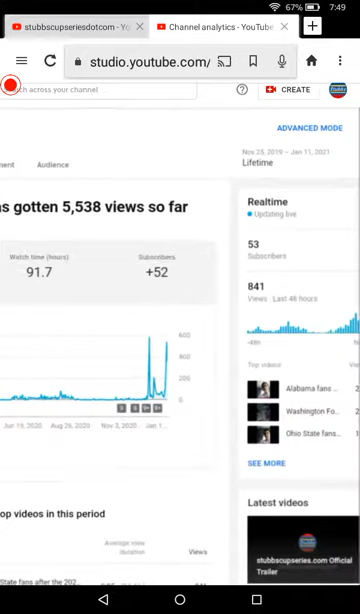 67% 7:49
stubbscupseriesdotcom - Yo
Channel analytics - YouTube
studio.youtube.com/
ch across your channel
CREATE
ADVANCED MODE
Nov 25, 2019 – Jan 11, 2021
Lifetime
ment Audience
as gotten 5,538 views so far
Realtime
Updating live
Watch time (hours)
91.7
Subscribers
+52
53
Subscribers
841
Views · Last 48 hours
600
400
200
0
-48h
Top videos
Alabama fans ...
Washington Fo...
Ohio State fans...
9+ 9+
Jun 19, 2020 Aug 26, 2020 Nov 3, 2020 Jan, 1...
SEE MORE
Latest videos
op videos in this period
Average view
duration
Views
stubbscupseries.com Official
Trailer
State fans after the 202...